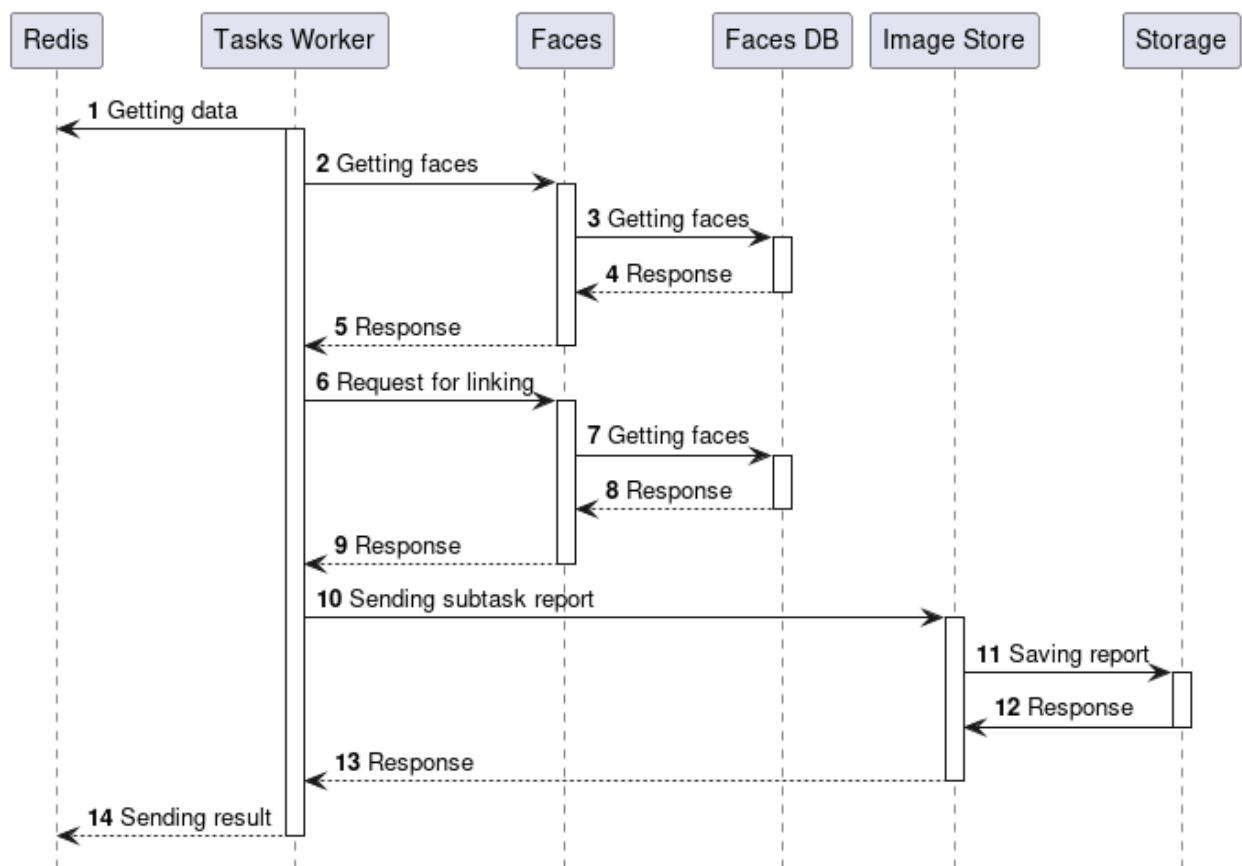 Redis
Tasks Worker
Faces
Faces DB
Image Store
Storage
1 Getting data
2 Getting faces
3 Getting faces
4 Response
5 Response
6 Request for linking
7 Getting faces
8 Response
9 Response
10 Sending subtask report
11 Saving report
12 Response
13 Response
14 Sending result